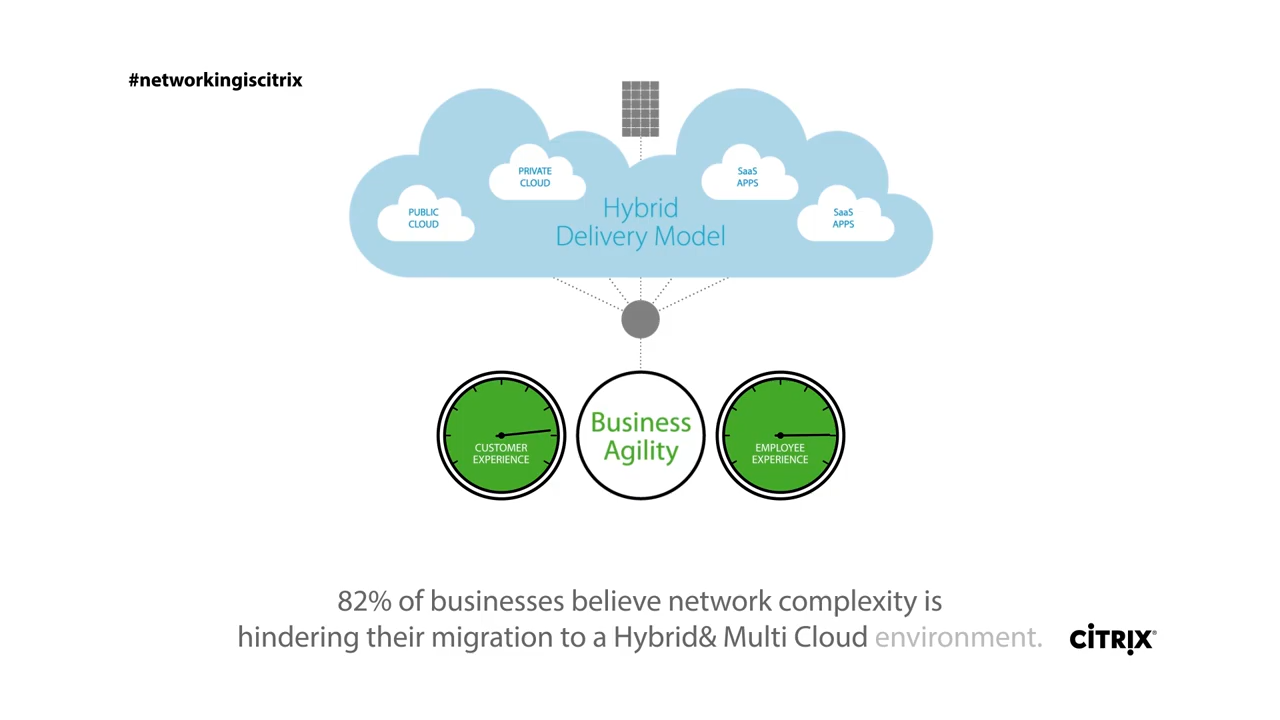 #networkingiscitrix
PRIVATE
CLOUD
SaaS
APPS
PUBLIC
CLOUD
SaaS
APPS
Hybrid
Delivery Model
CUSTOMER
EXPERIENCE
Business
Agility
EMPLOYEE
EXPERIENCE
82% of businesses believe network complexity is
hindering their migration to a Hybrid& Multi Cloud environment.
CITRIX®